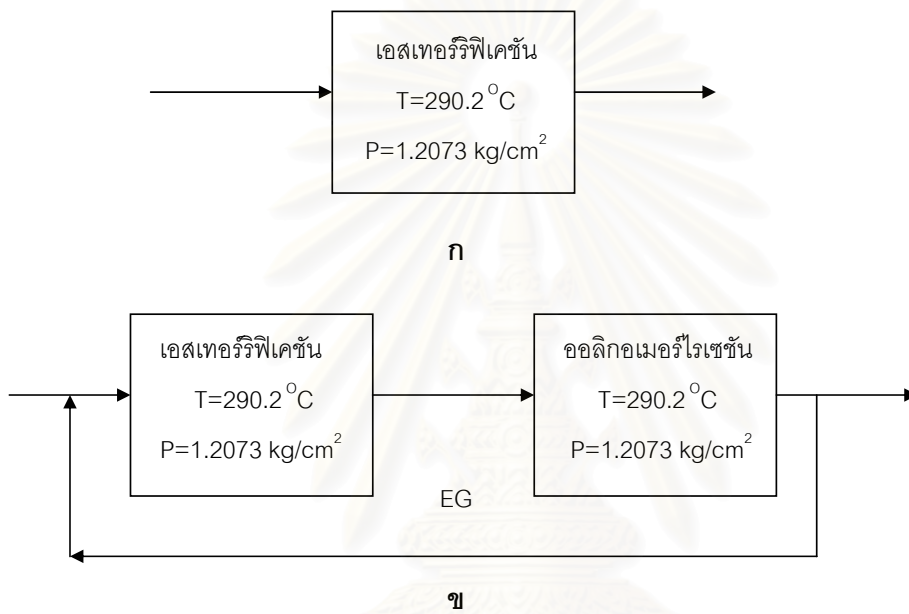 เอสเทอร์ริฟิเคชัน
T=290.2 °C
P=1.2073 kg/cm²
ก
เอสเทอร์ริฟิเคชัน
T=290.2 °C
P=1.2073 kg/cm²
ออลิกอเมอร์ไรเซชัน
T=290.2 °C
P=1.2073 kg/cm²
EG
ข